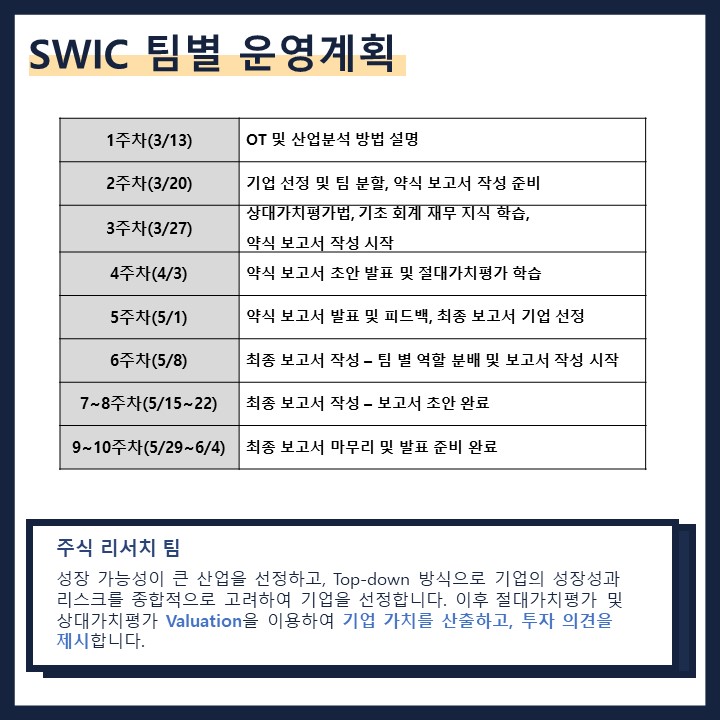 SWIC 팀별 운영계획
1주차(3/13) OT 및 산업분석 방법 설명
2주차(3/20) 기업 선정 및 팀 분할, 약식 보고서 작성 준비
3주차(3/27) 상대가치평가법, 기초 회계 재무 지식 학습,
약식 보고서 작성 시작
4주차(4/3) 약식 보고서 초안 발표 및 절대가치평가 학습
5주차(5/1) 약식 보고서 발표 및 피드백, 최종 보고서 기업 선정
6주차(5/8) 최종 보고서 작성 – 팀 별 역할 분배 및 보고서 작성 시작
7~8주차(5/15~22) 최종 보고서 작성 – 보고서 초안 완료
9~10주차(5/29~6/4) 최종 보고서 마무리 및 발표 준비 완료
주식 리서치 팀
성장 가능성이 큰 산업을 선정하고, Top-down 방식으로 기업의 성장성과
리스크를 종합적으로 고려하여 기업을 선정합니다. 이후 절대가치평가 및
상대가치평가 Valuation을 이용하여 기업 가치를 산출하고, 투자 의견을
제시합니다.